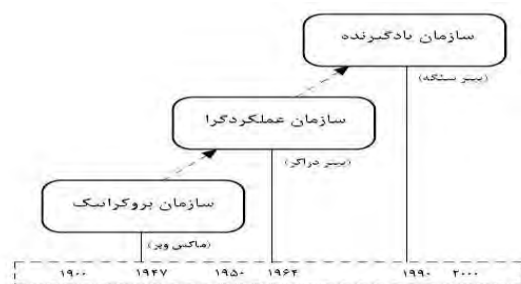 سازمان یادگیرنده
(پیتر سنگه)
سازمان عملکردگرا
(پیتر دراکر)
سازمان بروکراتیک
(ماکس وبر)
۱۹۰۰ ۱۹۴۷ ۱۹۵۰ ۱۹۶۴ ۱۹۹۰ ۲۰۰۰